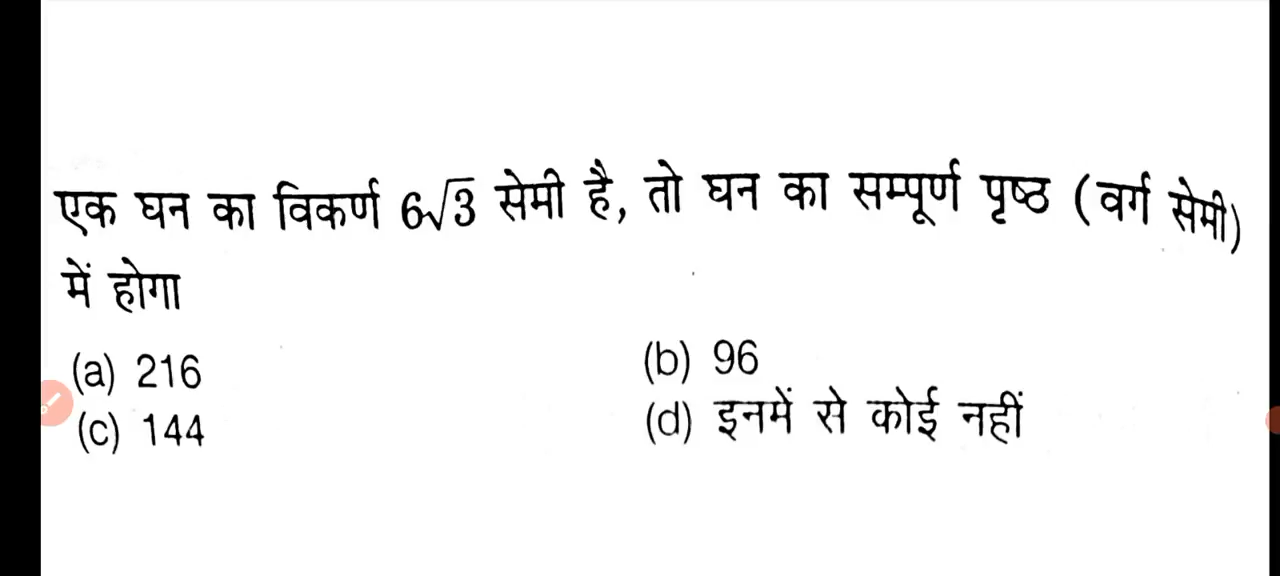 एक घन का विकर्ण 6√3 सेमी है, तो घन का सम्पूर्ण पृष्ठ (वर्ग सेमी)
में होगा
(a) 216 (b) 96
(c) 144 (d) इनमें से कोई नहीं